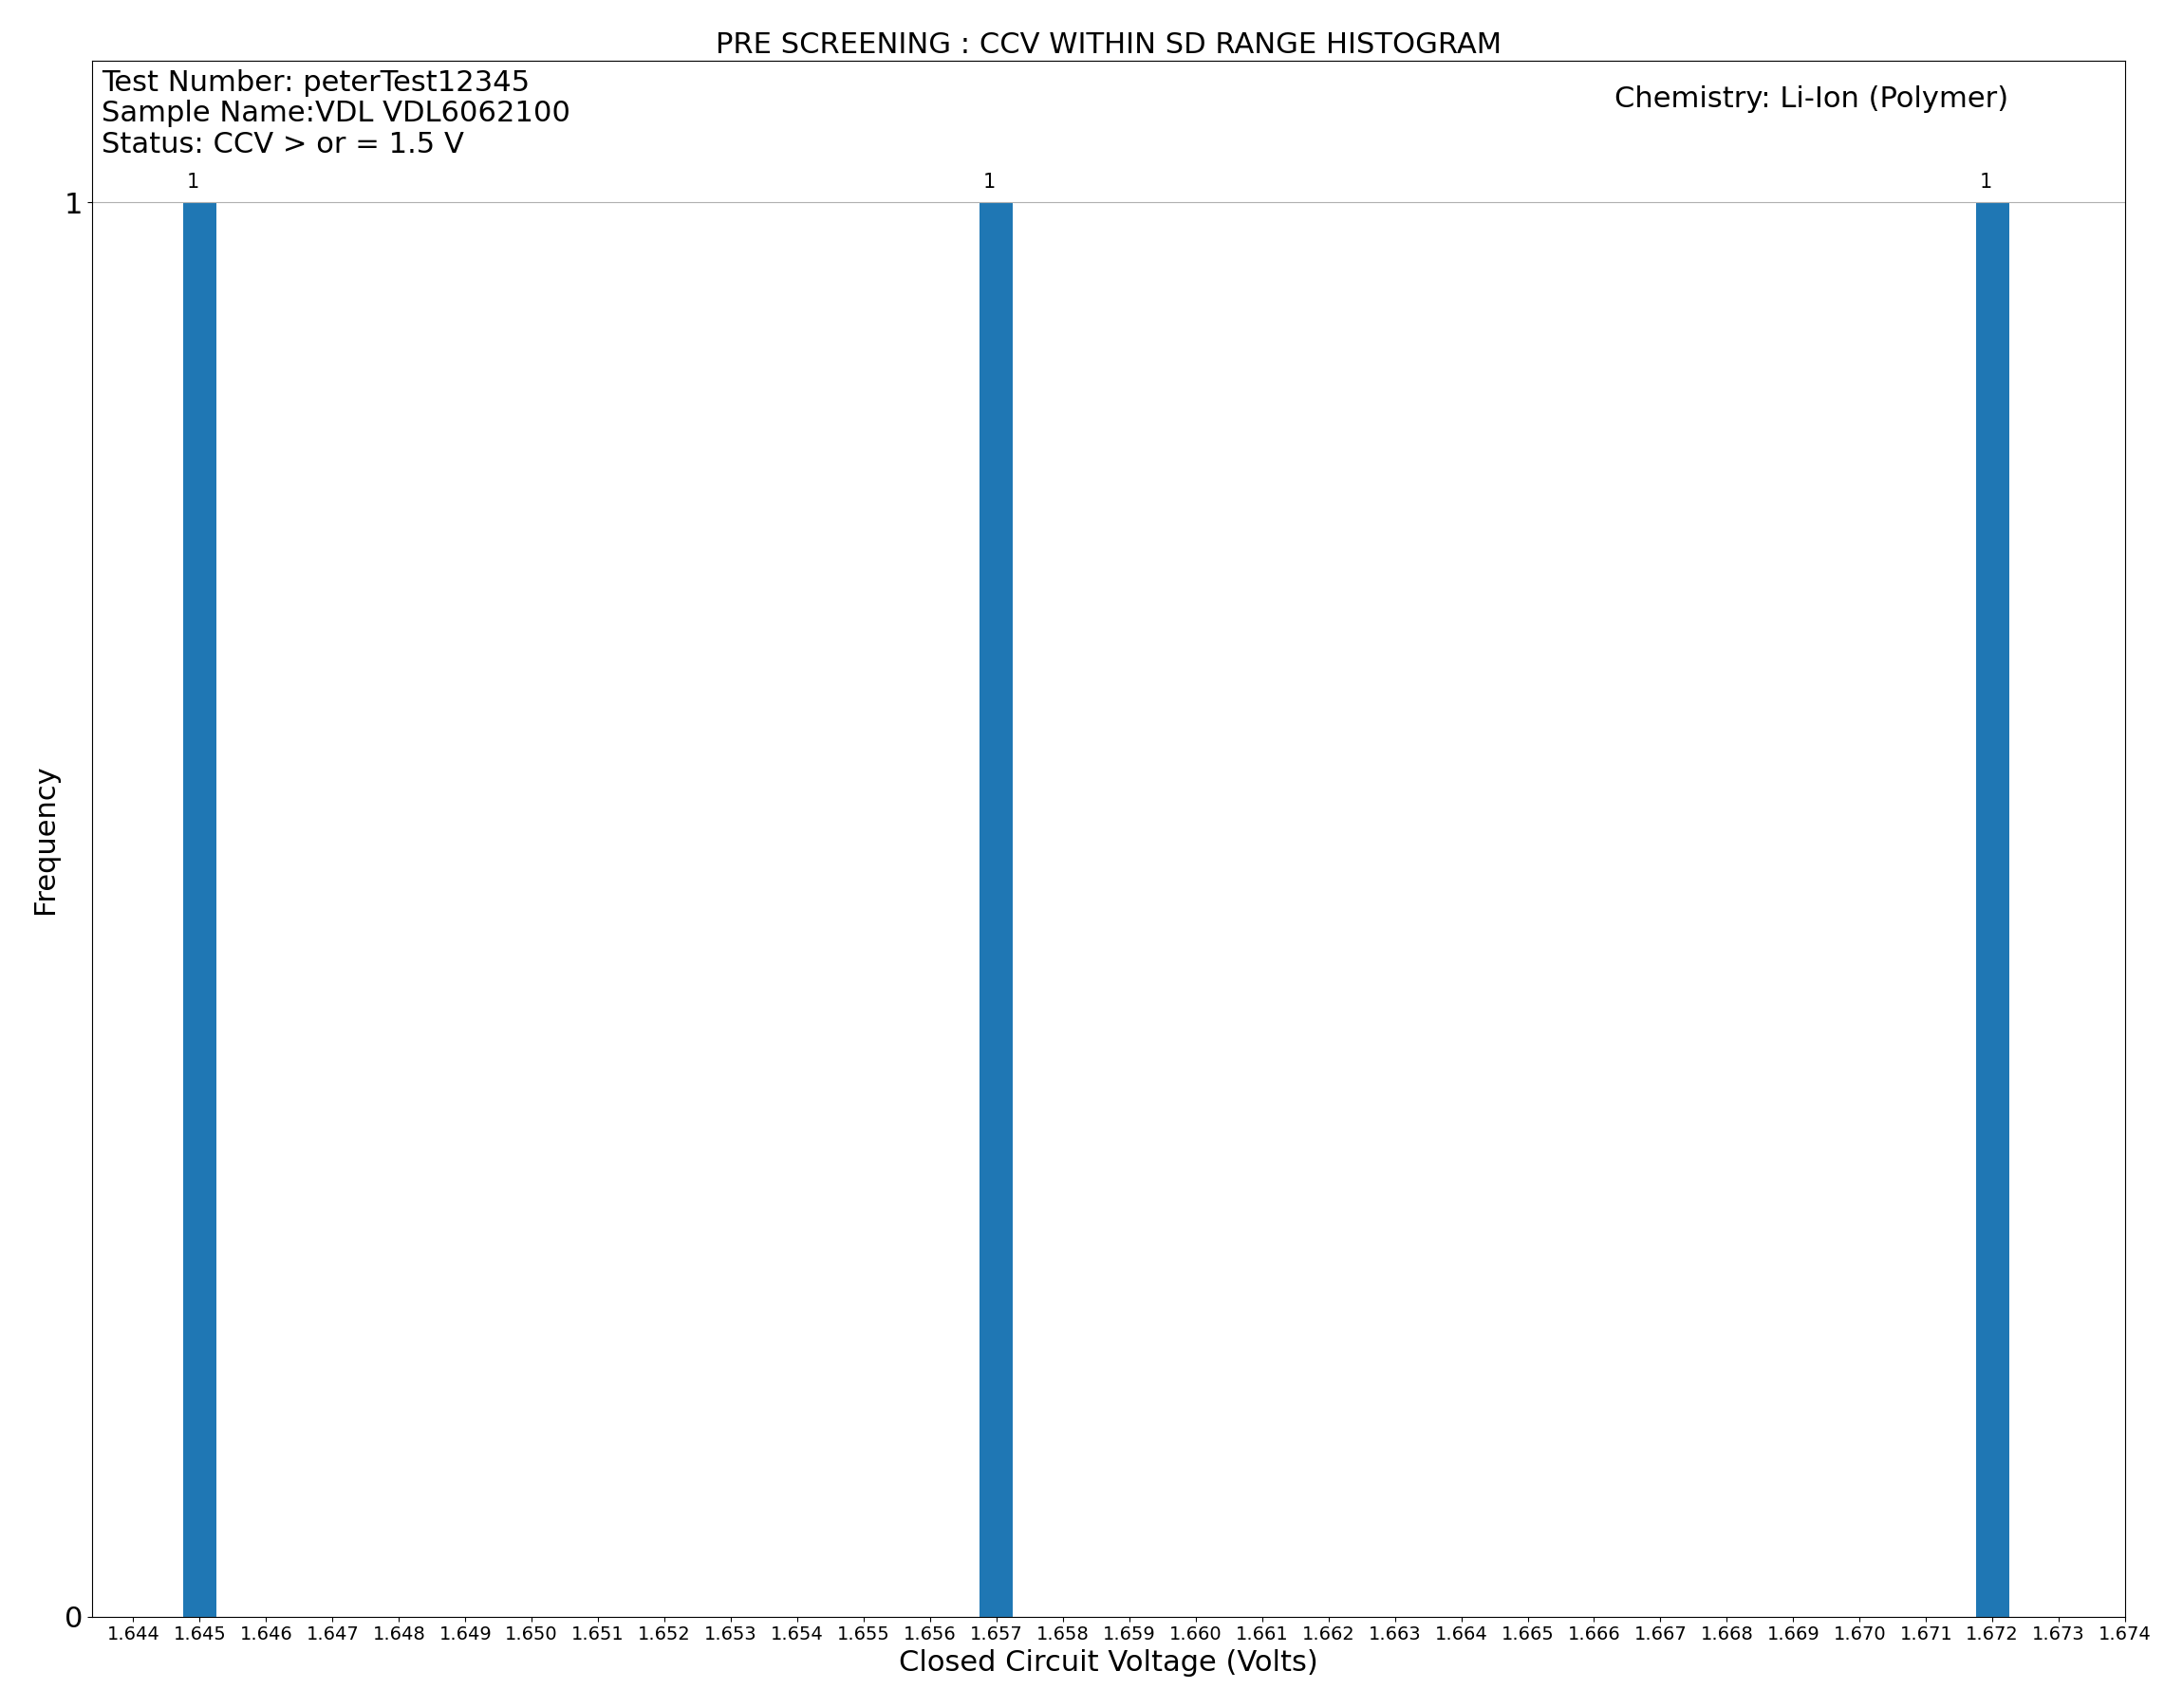 PRE SCREENING : CCV WITHIN SD RANGE HISTOGRAM
Test Number: peterTest12345
Sample Name:VDL VDL6062100
Status: CCV > or = 1.5 V
Chemistry: Li-Ion (Polymer)
1 1 1
1
Frequency
0
1.644 1.645 1.646 1.647 1.648 1.649 1.650 1.651 1.652 1.653 1.654 1.655 1.656 1.657 1.658 1.659 1.660 1.661 1.662 1.663 1.664 1.665 1.666 1.667 1.668 1.669 1.670 1.671 1.672 1.673 1.674
Closed Circuit Voltage (Volts)